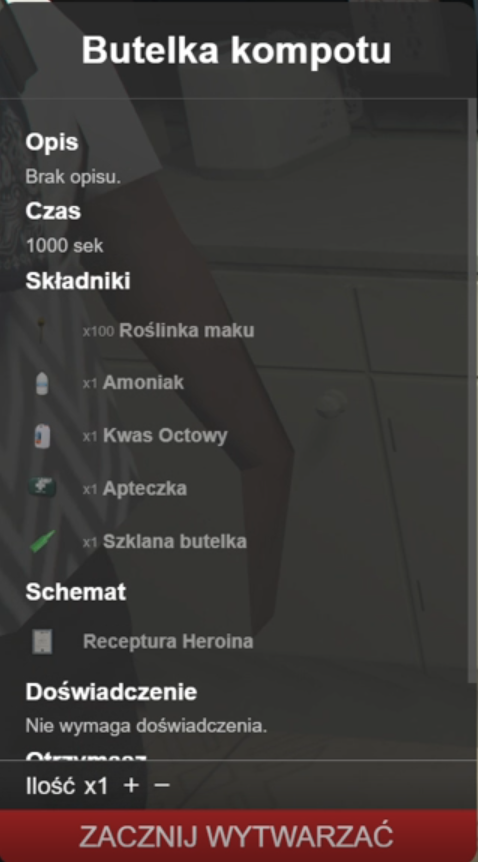 Butelka kompotu
Opis
Brak opisu.
Czas
1000 sek
Składniki
x100 Roślinka maku
x1 Amoniak
x1 Kwas Octowy
x1 Apteczka
x1 Szklana butelka
Schemat
Receptura Heroina
Doświadczenie
Nie wymaga doświadczenia.
Otrzymasz
Ilość x1 + −
ZACZNIJ WYTWARZAĆ